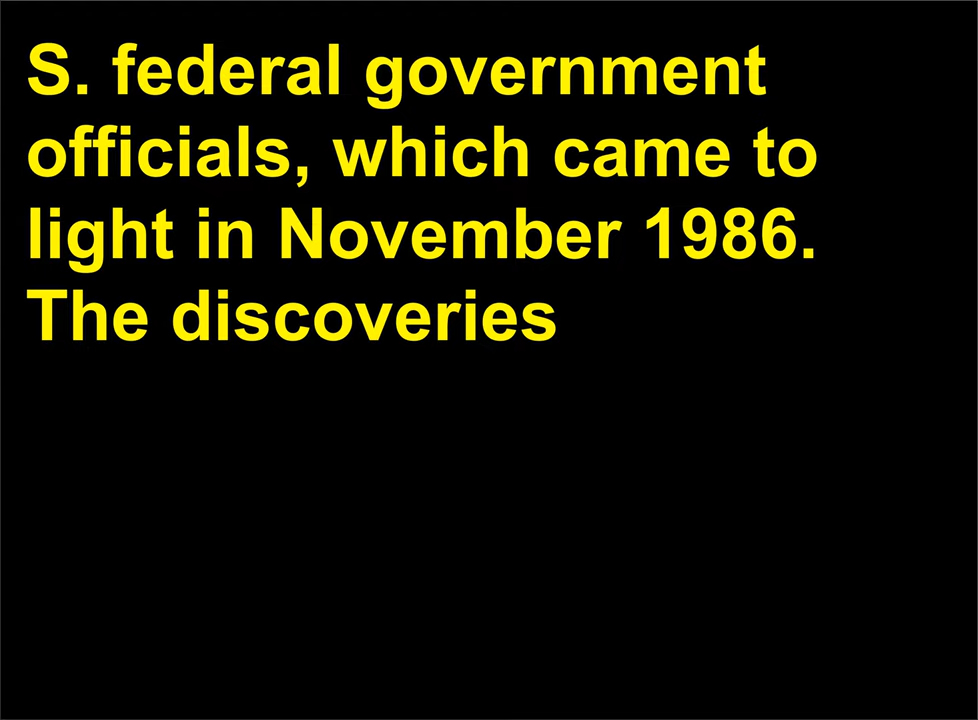 S. federal government
officials, which came to
light in November 1986.
The discoveries